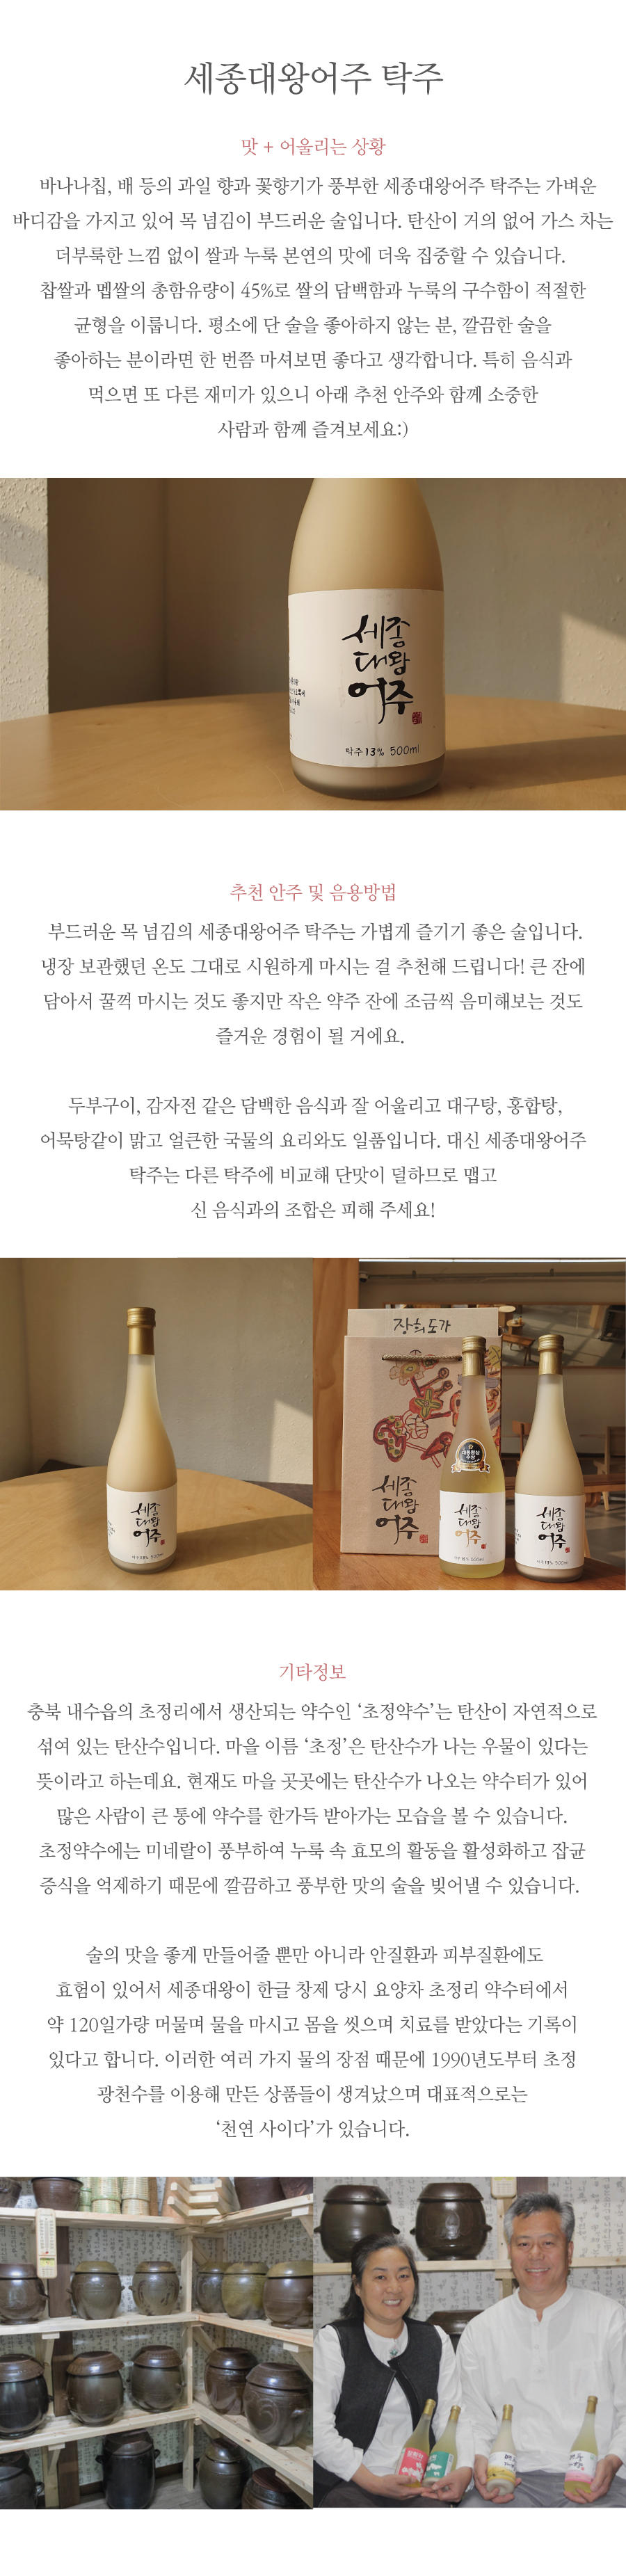 세종대왕어주 탁주
맛 + 어울리는 상황
바나나칩, 배 등의 과일 향과 꽃향기가 풍부한 세종대왕어주 탁주는 가벼운
바디감을 가지고 있어 목 넘김이 부드러운 술입니다. 탄산이 거의 없어 가스 차는
더부룩한 느낌 없이 쌀과 누룩 본연의 맛에 더욱 집중할 수 있습니다.
찹쌀과 멥쌀의 총함유량이 45%로 쌀의 담백함과 누룩의 구수함이 적절한
균형을 이룹니다. 평소에 단 술을 좋아하지 않는 분, 깔끔한 술을
좋아하는 분이라면 한 번쯤 마셔보면 좋다고 생각합니다. 특히 음식과
먹으면 또 다른 재미가 있으니 아래 추천 안주와 함께 소중한
사람과 함께 즐겨보세요:)
세종
대왕
어주
탁주 13% 500ml
추천 안주 및 음용방법
부드러운 목 넘김의 세종대왕어주 탁주는 가볍게 즐기기 좋은 술입니다.
냉장 보관했던 온도 그대로 시원하게 마시는 걸 추천해 드립니다! 큰 잔에
담아서 꿀꺽 마시는 것도 좋지만 작은 약주 잔에 조금씩 음미해보는 것도
즐거운 경험이 될 거에요.
두부구이, 감자전 같은 담백한 음식과 잘 어울리고 대구탕, 홍합탕,
어묵탕같이 맑고 얼큰한 국물의 요리와도 일품입니다. 대신 세종대왕어주
탁주는 다른 탁주에 비교해 단맛이 덜하므로 맵고
신 음식과의 조합은 피해 주세요!
세종
대왕
어주
장희도가
세종
대왕
어주
대통령상
수상
세종
대왕
어주
세종
대왕
어주
기타정보
충북 내수읍의 초정리에서 생산되는 약수인 ‘초정약수’는 탄산이 자연적으로
섞여 있는 탄산수입니다. 마을 이름 ‘초정’은 탄산수가 나는 우물이 있다는
뜻이라고 하는데요. 현재도 마을 곳곳에는 탄산수가 나오는 약수터가 있어
많은 사람이 큰 통에 약수를 한가득 받아가는 모습을 볼 수 있습니다.
초정약수에는 미네랄이 풍부하여 누룩 속 효모의 활동을 활성화하고 잡균
증식을 억제하기 때문에 깔끔하고 풍부한 맛의 술을 빚어낼 수 있습니다.
술의 맛을 좋게 만들어줄 뿐만 아니라 안질환과 피부질환에도
효험이 있어서 세종대왕이 한글 창제 당시 요양차 초정리 약수터에서
약 120일가량 머물며 물을 마시고 몸을 씻으며 치료를 받았다는 기록이
있다고 합니다. 이러한 여러 가지 물의 장점 때문에 1990년도부터 초정
광천수를 이용해 만든 상품들이 생겨났으며 대표적으로는
‘천연 사이다’가 있습니다.